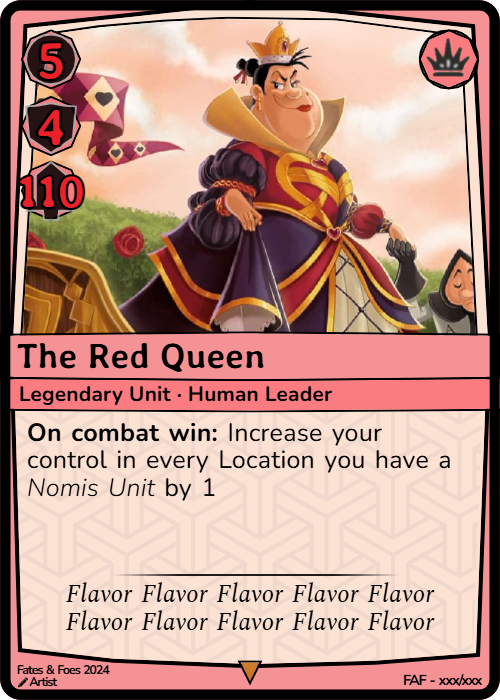 5
4
110
The Red Queen
Legendary Unit · Human Leader
On combat win: Increase your
control in every Location you have a
Nomis Unit by 1
Flavor Flavor Flavor Flavor Flavor
Flavor Flavor Flavor Flavor Flavor
Fates & Foes 2024
Artist
FAF - xxx/xxx